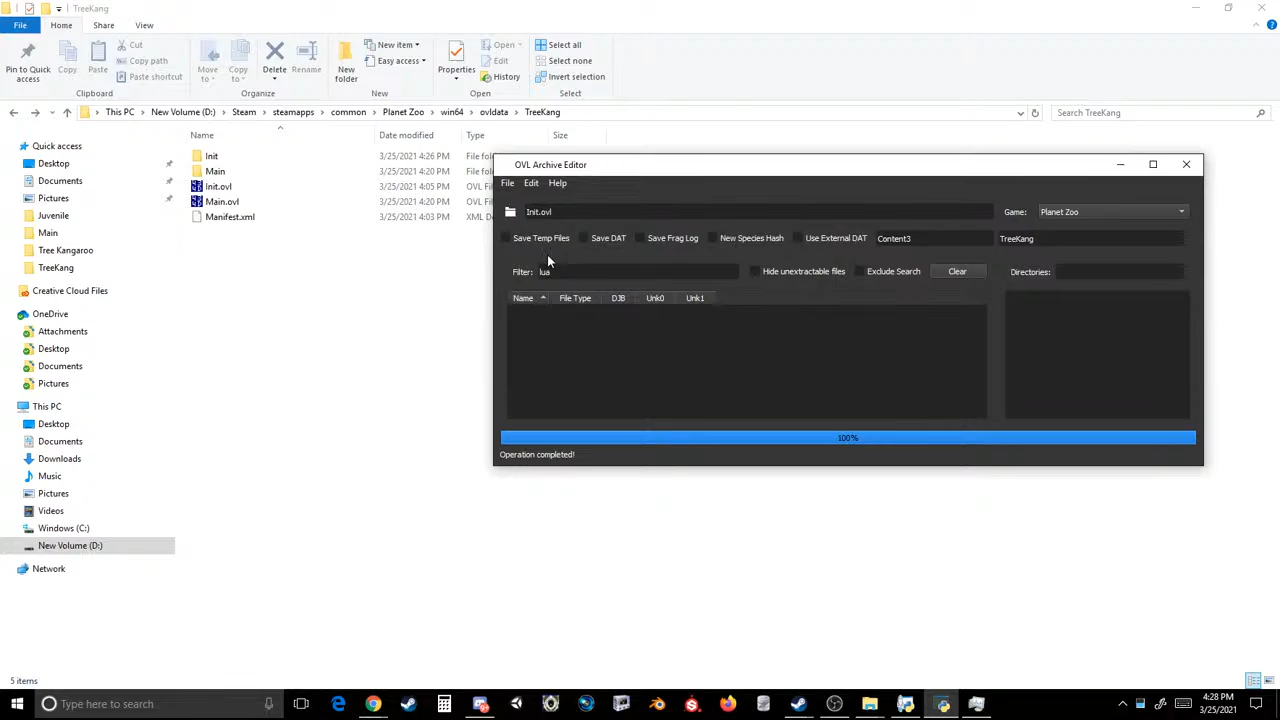 TreeKang
File Home Share View
Pin to Quick access
Copy
Paste
Cut
Copy path
Paste shortcut
Clipboard
Move to
Copy to
Delete
Rename
Organize
New folder
New item
Easy access
New
Properties
Open
Edit
History
Open
Select all
Select none
Invert selection
Select
This PC > New Volume (D:) > Steam > steamapps > common > Planet Zoo > win64 > ovldata > TreeKang
Search TreeKang
Name Date modified Type Size
Init 3/25/2021 4:26 PM File fol
Main 3/25/2021 4:20 PM File fol
Init.ovl 3/25/2021 4:05 PM OVL Fi
Main.ovl 3/25/2021 4:20 PM OVL Fi
Manifest.xml 3/25/2021 4:03 PM XML D
Quick access
Desktop
Documents
Pictures
Juvenile
Main
Tree Kangaroo
TreeKang
Creative Cloud Files
OneDrive
Attachments
Desktop
Documents
Pictures
This PC
Desktop
Documents
Downloads
Music
Pictures
Videos
Windows (C:)
New Volume (D:)
Network
OVL Archive Editor
File Edit Help
Init.ovl Game: Planet Zoo
Save Temp Files Save DAT Save Frag Log New Species Hash Use External DAT Content3 TreeKang
Filter: lua Hide unextractable files Exclude Search Clear Directories:
Name File Type DJB Unk0 Unk1
100%
Operation completed!
5 items
Type here to search
4:28 PM
3/25/2021